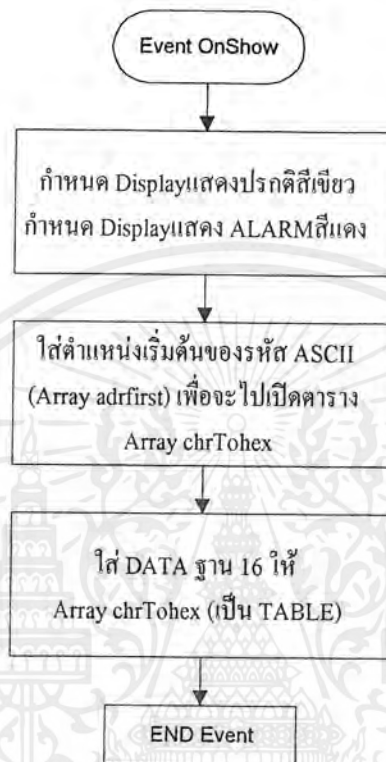 Event OnShow
กำหนด Displayแสดงปรกติสีเขียว
กำหนด Displayแสดง ALARMสีแดง
ใส่ตำแหน่งเริ่มต้นของรหัส ASCII
(Array adrfirst) เพื่อจะไปเปิดตาราง
Array chrTohex
ใส่ DATA ฐาน 16 ให้
Array chrTohex (เป็น TABLE)
END Event